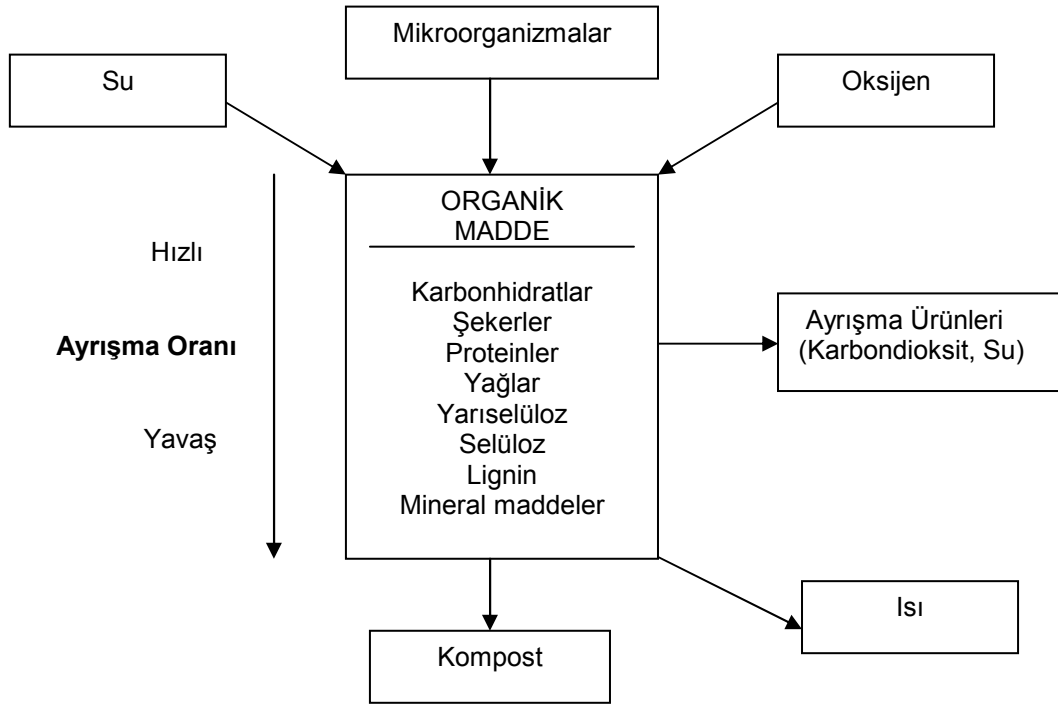 Mikroorganizmalar
Su
Oksijen
ORGANİK
MADDE
Hızlı
Karbonhidratlar
Şekerler
Proteinler
Yağlar
Yarıselüloz
Selüloz
Lignin
Mineral maddeler
Ayrışma Oranı
Yavaş
Ayrışma Ürünleri
(Karbondioksit, Su)
Isı
Kompost